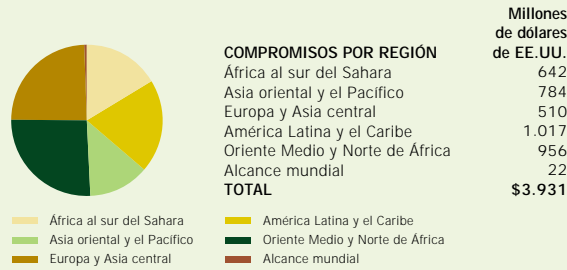 Millones
de dólares
COMPROMISOS POR REGIÓN de EE.UU.
África al sur del Sahara 642
Asia oriental y el Pacífico 784
Europa y Asia central 510
América Latina y el Caribe 1.017
Oriente Medio y Norte de África 956
Alcance mundial 22
TOTAL $3.931
África al sur del Sahara América Latina y el Caribe
Asia oriental y el Pacífico Oriente Medio y Norte de África
Europa y Asia central Alcance mundial